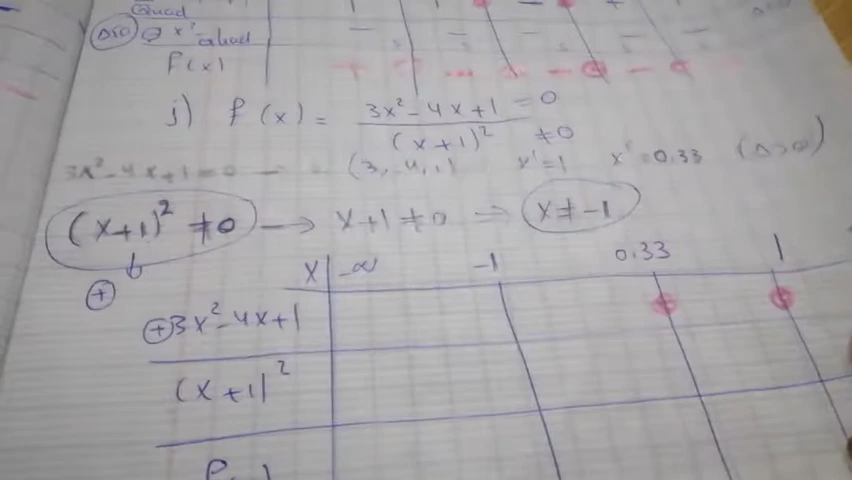 Quad
Δ≤0 ⊖ x² quad
F(x)
j) f(x) = (3x² - 4x + 1) / (x+1)² = 0 ≠0
3x² - 4x + 1 = 0 (3, -4, 1) x' = 1 x' = 0.33 (Δ>0)
(x+1)² ≠ 0 → x+1 ≠ 0 ⇒ x ≠ -1
⊕
x -∞ -1 0.33 1
⊕ 3x² - 4x + 1
(x+1)²